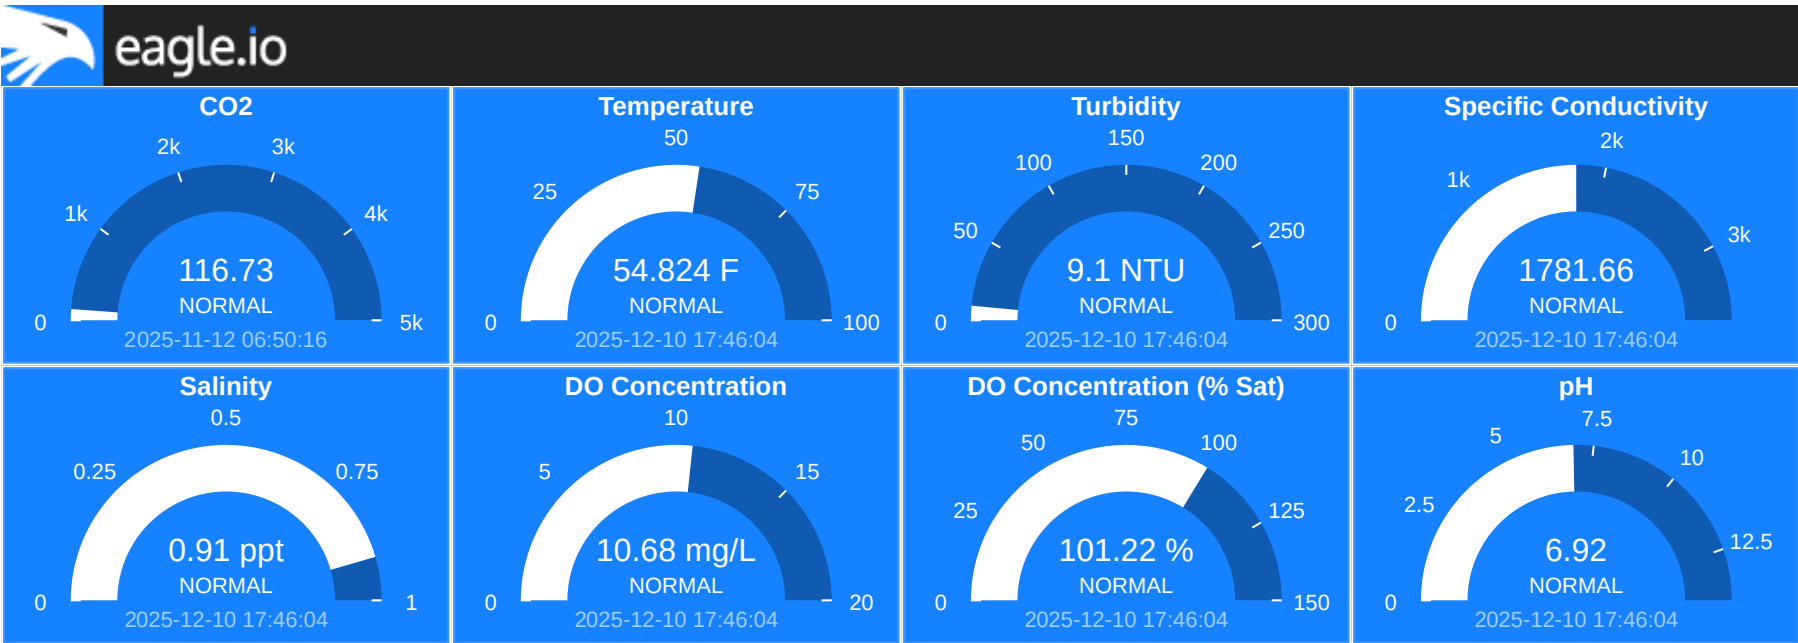 eagle.io
CO2
2k 3k
1k 4k
116.73
NORMAL
0 5k
2025-11-12 06:50:16
Temperature
50
25 75
54.824 F
NORMAL
0 100
2025-12-10 17:46:04
Turbidity
150
100 200
50 250
9.1 NTU
NORMAL
0 300
2025-12-10 17:46:04
Specific Conductivity
2k
1k
3k
1781.66
NORMAL
0
2025-12-10 17:46:04
Salinity
0.5
0.25 0.75
0.91 ppt
NORMAL
0 1
2025-12-10 17:46:04
DO Concentration
10
5 15
10.68 mg/L
NORMAL
0 20
2025-12-10 17:46:04
DO Concentration (% Sat)
75
50 100
25 125
101.22 %
NORMAL
0 150
2025-12-10 17:46:04
pH
7.5
5
10
2.5
12.5
6.92
NORMAL
0
2025-12-10 17:46:04